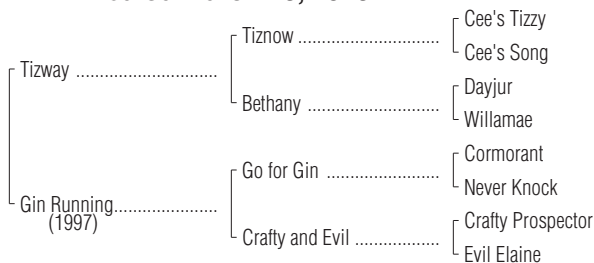 Cee's Tizzy
Tiznow ........................................
Cee's Song
Tizway ........................................
Dayjur
Bethany ........................................
Willamae
Cormorant
Go for Gin ................................
Never Knock
Gin Running..............................
(1997)
Crafty Prospector
Crafty and Evil ........................
Evil Elaine